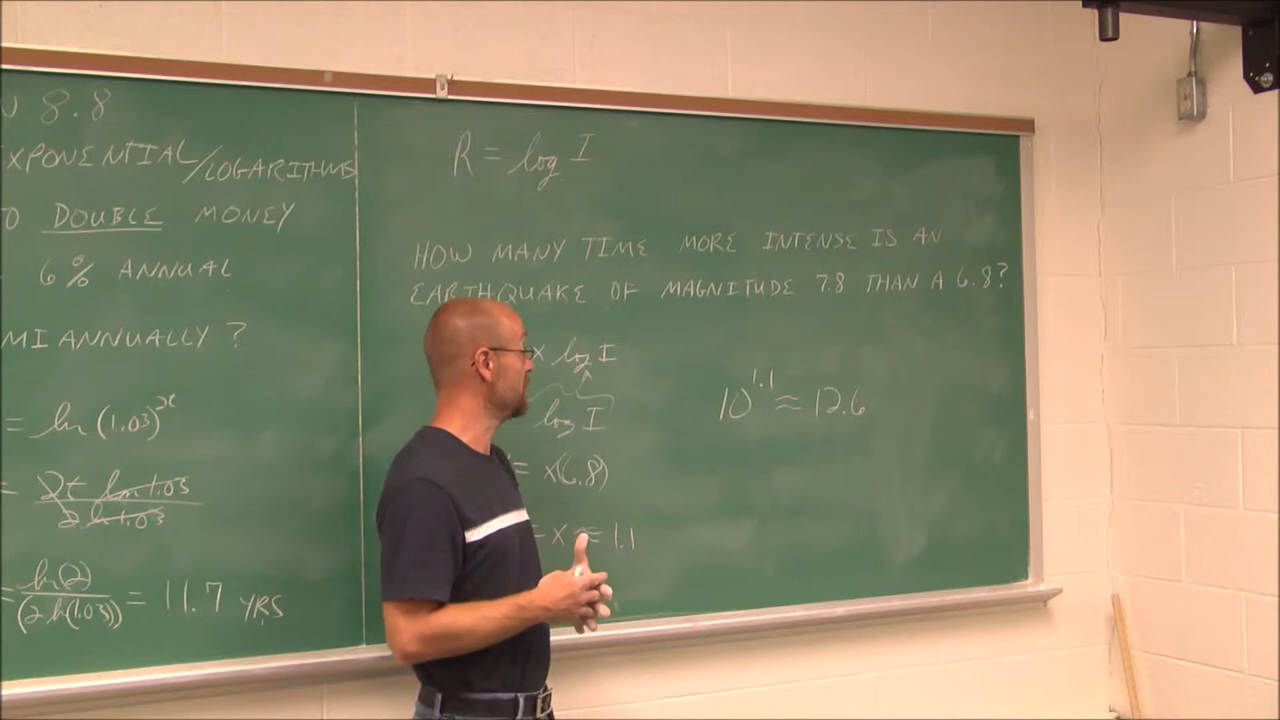 8.8
XPONENTIAL/LOGARITHMS
O DOUBLE MONEY
6% ANNUAL
MI ANNUALLY ?
= ln (1.03)^2t
= 2t ln 1.03
2 ln 1.03
= ln(2)
(2 ln(1.03)) = 11.7 YRS
R = log I
HOW MANY TIME MORE INTENSE IS AN
EARTHQUAKE OF MAGNITUDE 7.8 THAN A 6.8?
x log I
log I
= x(6.8)
= x ≈ 1.1
10^1.1 ≈ 12.6